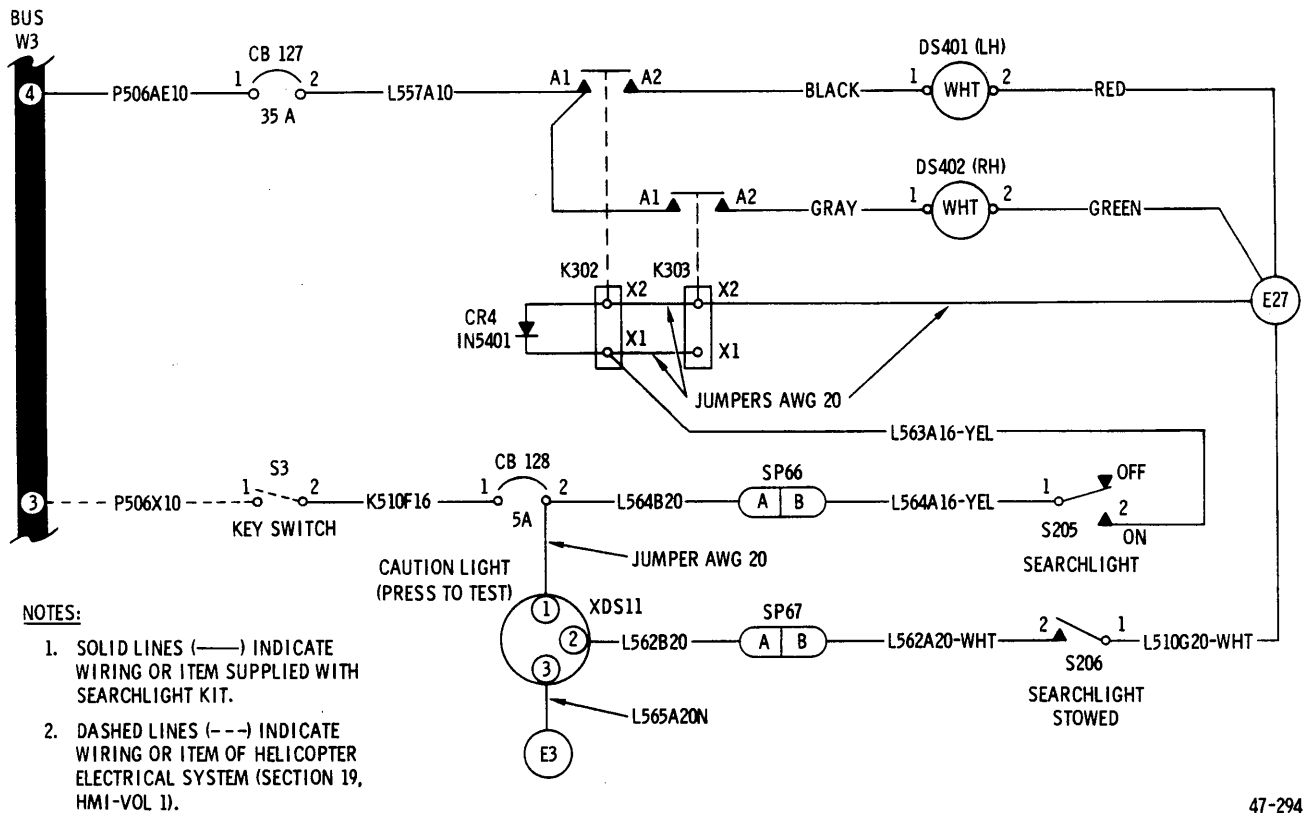 BUS
W3
CB 127
DS401 (LH)
4 P506AE10 1 2 L557A10 A1 A2 BLACK 1 WHT 2 RED
35 A
DS402 (RH)
A1 A2 GRAY 1 WHT 2 GREEN
K302 K303
X2 X2 E27
CR4
IN5401
X1 X1
JUMPERS AWG 20
L563A16-YEL
S3 CB 128 SP66 OFF
3 P506X10 1 2 K510F16 1 2 L564B20 A B L564A16-YEL 1 2
KEY SWITCH 5A S205 ON
SEARCHLIGHT
JUMPER AWG 20
CAUTION LIGHT
(PRESS TO TEST)
1 XDS11 SP67
2 L562B20 A B L562A20-WHT 2 1 L510G20-WHT
3 S206
SEARCHLIGHT
STOWED
L565A20N
E3
NOTES:
1. SOLID LINES (——) INDICATE
WIRING OR ITEM SUPPLIED WITH
SEARCHLIGHT KIT.
2. DASHED LINES (---) INDICATE
WIRING OR ITEM OF HELICOPTER
ELECTRICAL SYSTEM (SECTION 19,
HMI-VOL 1).
47-294